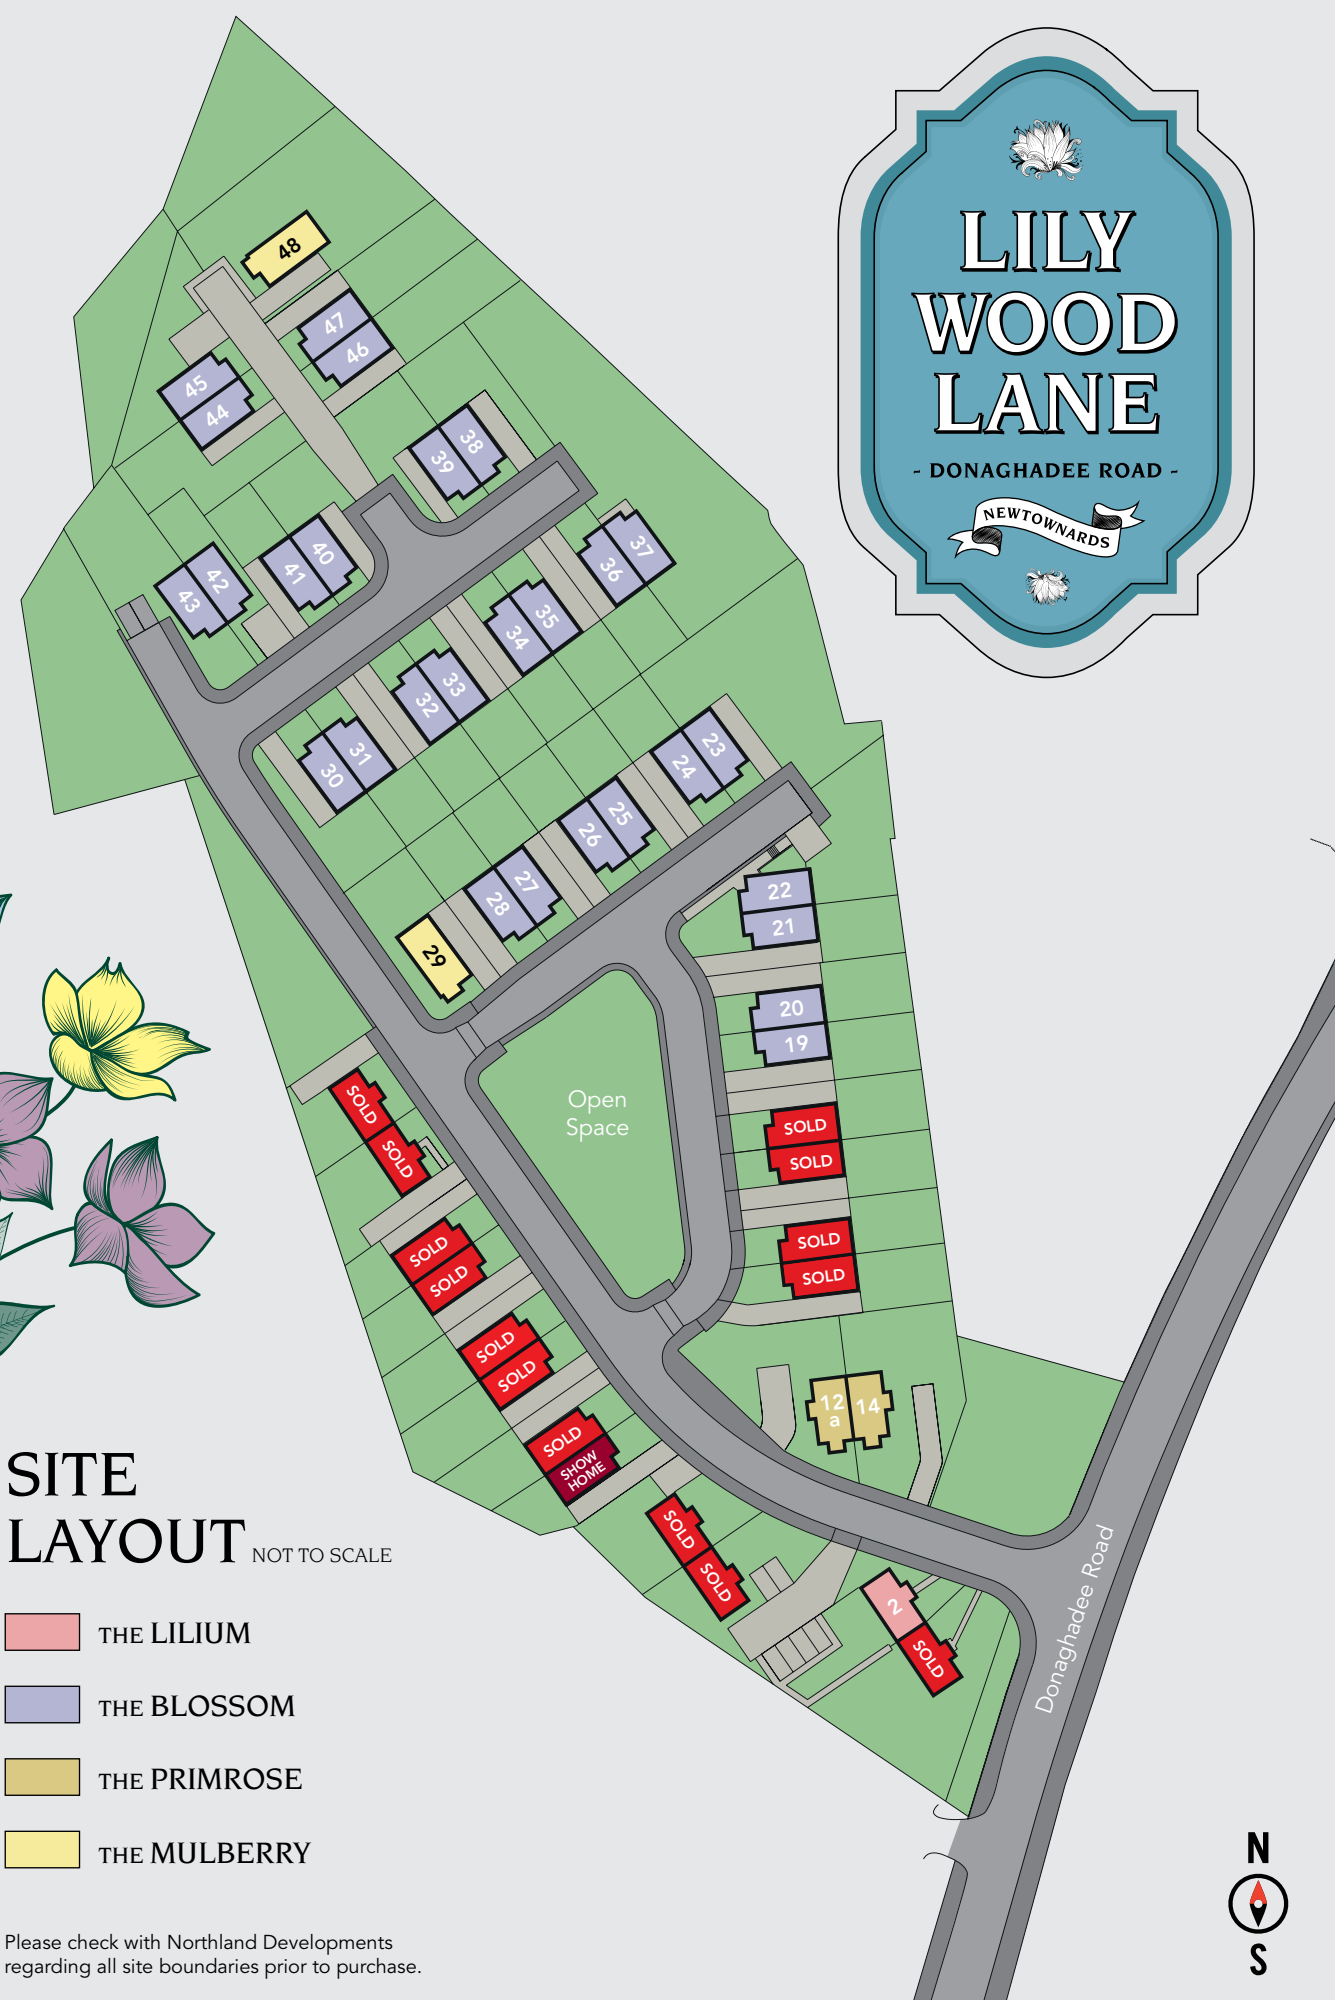 LILY
WOOD
LANE
- DONAGHADEE ROAD -
NEWTOWNARDS
48
47
46
45
44
39
38
37
36
40
41
42
43
35
34
33
32
31
30
23
24
25
26
27
28
29
22
21
20
19
Open
Space
SOLD
SOLD
SOLD
SOLD
SOLD
SOLD
SOLD
SOLD
SOLD
SOLD
SOLD
SHOW
HOME
12
a
14
SOLD
SOLD
2
SOLD
Donaghadee Road
SITE
LAYOUT NOT TO SCALE
THE LILIUM
THE BLOSSOM
THE PRIMROSE
THE MULBERRY
Please check with Northland Developments
regarding all site boundaries prior to purchase.
N
S